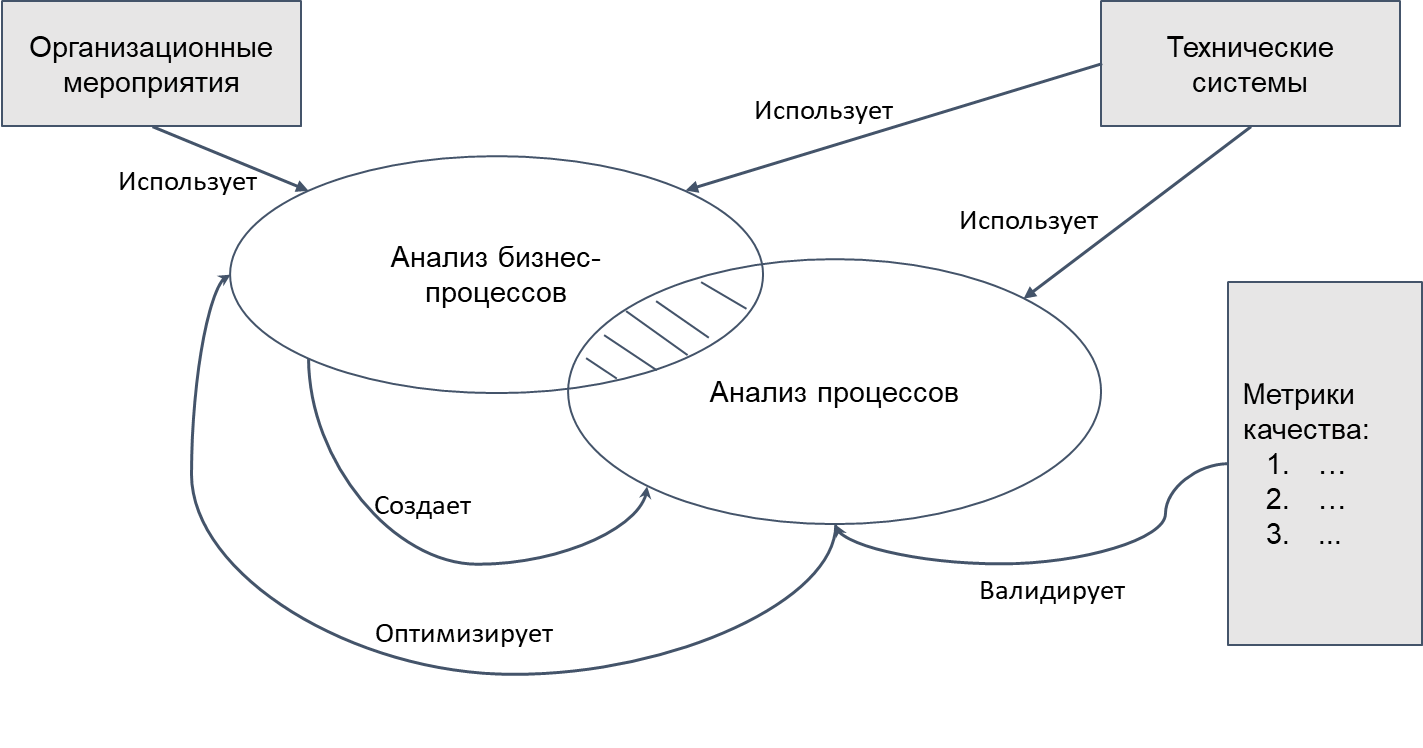 Организационные
мероприятия
Технические
системы
Использует
Использует
Использует
Анализ бизнес-
процессов
Анализ процессов
Метрики
качества:
1. …
2. …
3. ...
Создает
Валидирует
Оптимизирует